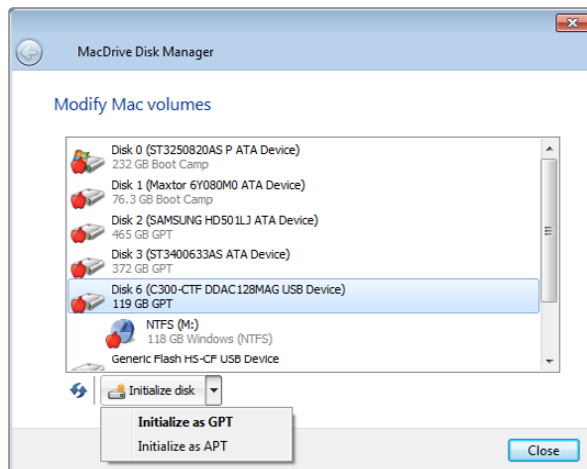 MacDrive Disk Manager
Modify Mac volumes
Disk 0 (ST3250820AS P ATA Device)
232 GB Boot Camp
Disk 1 (Maxtor 6Y080M0 ATA Device)
76.3 GB Boot Camp
Disk 2 (SAMSUNG HD501LJ ATA Device)
465 GB GPT
Disk 3 (ST3400633AS ATA Device)
372 GB GPT
Disk 6 (C300-CTF DDAC128MAG USB Device)
119 GB GPT
NTFS (M:)
118 GB Windows (NTFS)
Generic Flash HS-CF USB Device
Initialize disk
Initialize as GPT
Initialize as APT
Close